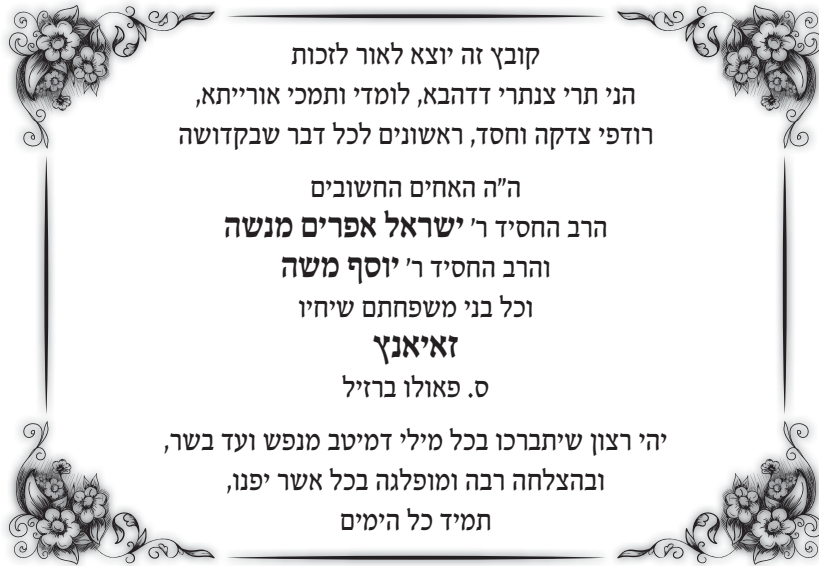 קובץ זה יוצא לאור לזכות
הני תרי צנתרי דדהבא, לומדי ותמכי אורייתא,
רודפי צדקה וחסד, ראשונים לכל דבר שבקדושה
ה"ה האחים החשובים
הרב החסיד ר' ישראל אפרים מנשה
והרב החסיד ר' יוסף משה
וכל בני משפחתם שיחיו
זאיאנץ
ס. פאולו ברזיל
יהי רצון שיתברכו בכל מילי דמיטב מנפש ועד בשר,
ובהצלחה רבה ומופלגה בכל אשר יפנו,
תמיד כל הימים